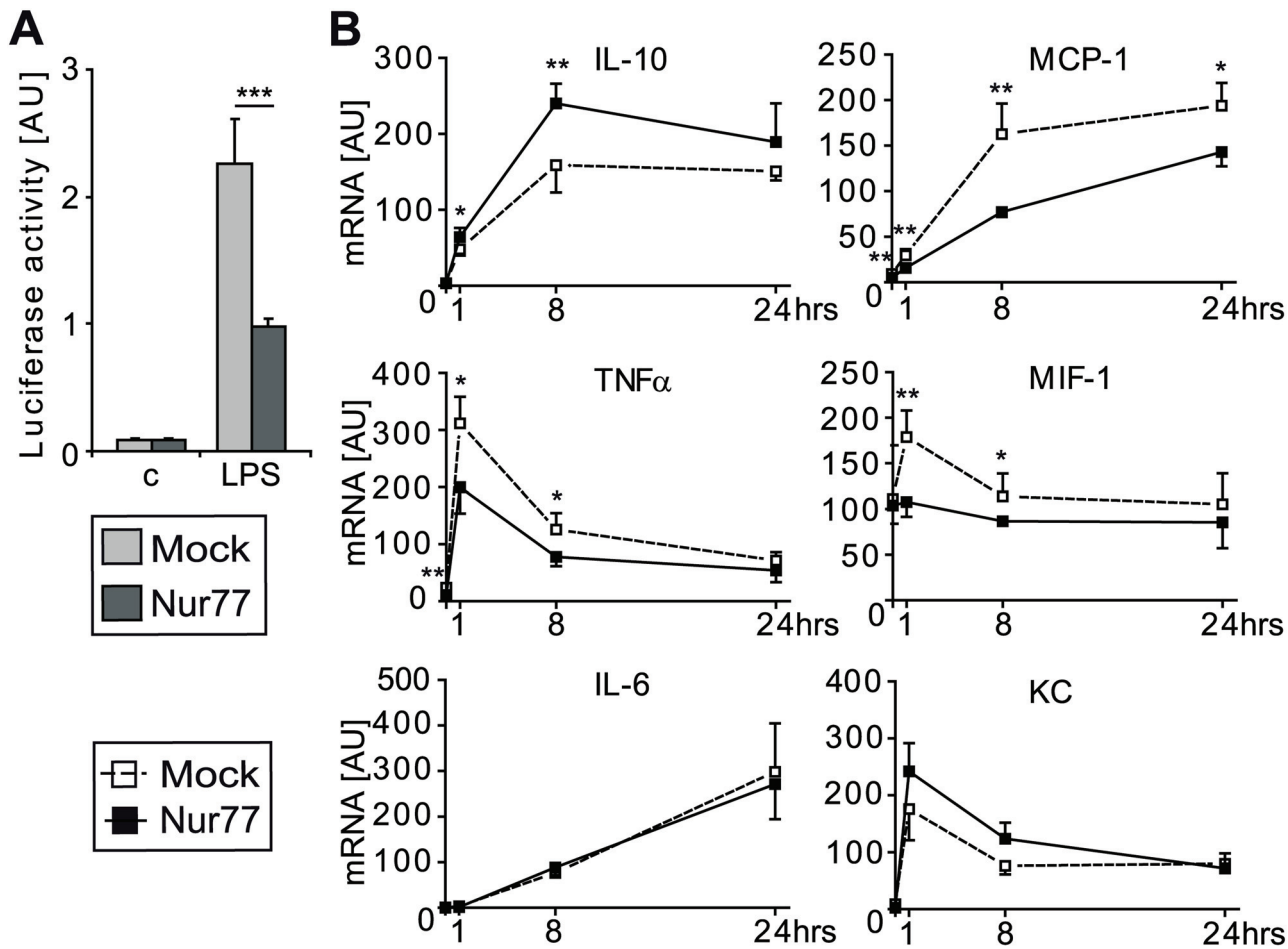 A
Luciferase activity [AU]
3
2
1
0
***
c
LPS
Mock
Nur77
Mock
Nur77
B
IL-10
mRNA [AU]
300
200
100
0
*
**
1
8
24hrs
MCP-1
250
200
150
100
50
0
**
**
**
*
1
8
24hrs
TNFα
mRNA [AU]
400
300
200
100
0
**
*
*
1
8
24hrs
MIF-1
250
200
150
100
50
0
**
*
1
8
24hrs
IL-6
mRNA [AU]
500
400
300
200
100
0
1
8
24hrs
KC
400
300
200
100
0
1
8
24hrs